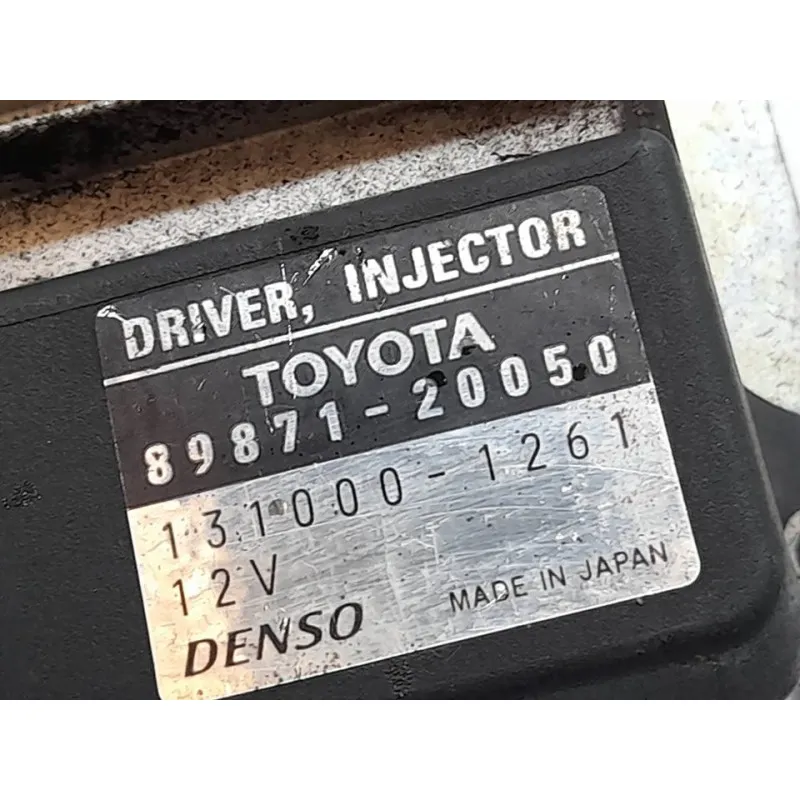 DRIVER, INJECTOR
TOYOTA
89871-20050
131000-1261
12V
DENSO MADE IN JAPAN